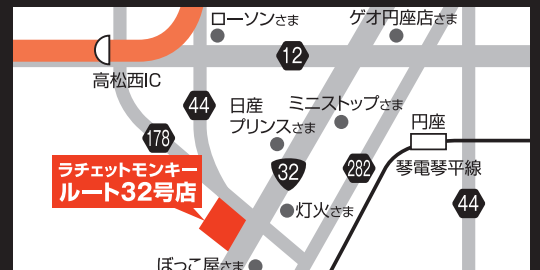 ローソンさま
ゲオ円座店さま
12
高松西IC
44
日産
プリンスさま
ミニストップさま
円座
178
ラチェットモンキー
ルート32号店
32
282
琴電琴平線
44
灯火さま
ぼっこ屋さま